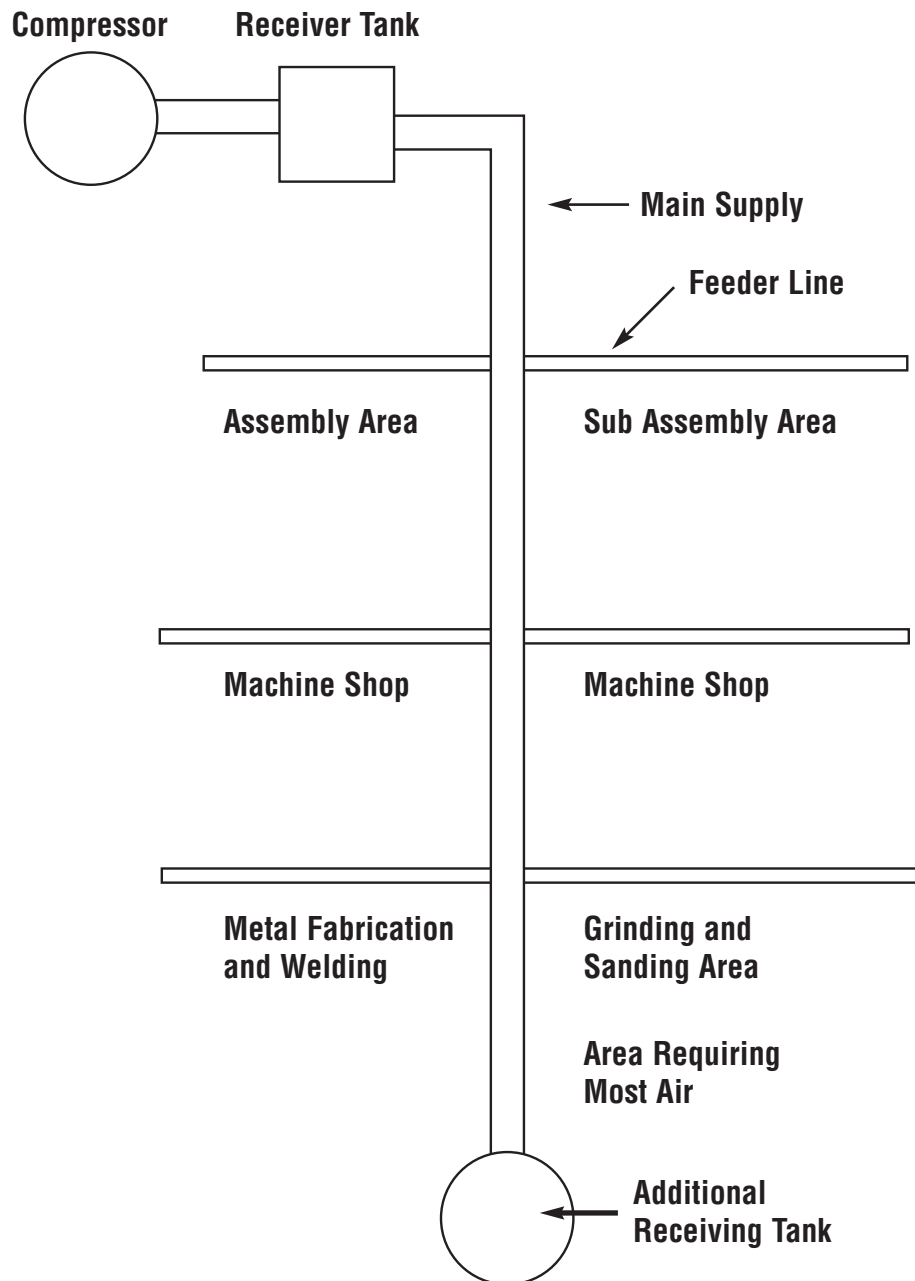 Compressor
Receiver Tank
Main Supply
Feeder Line
Assembly Area
Sub Assembly Area
Machine Shop
Machine Shop
Metal Fabrication
and Welding
Grinding and
Sanding Area
Area Requiring
Most Air
Additional
Receiving Tank